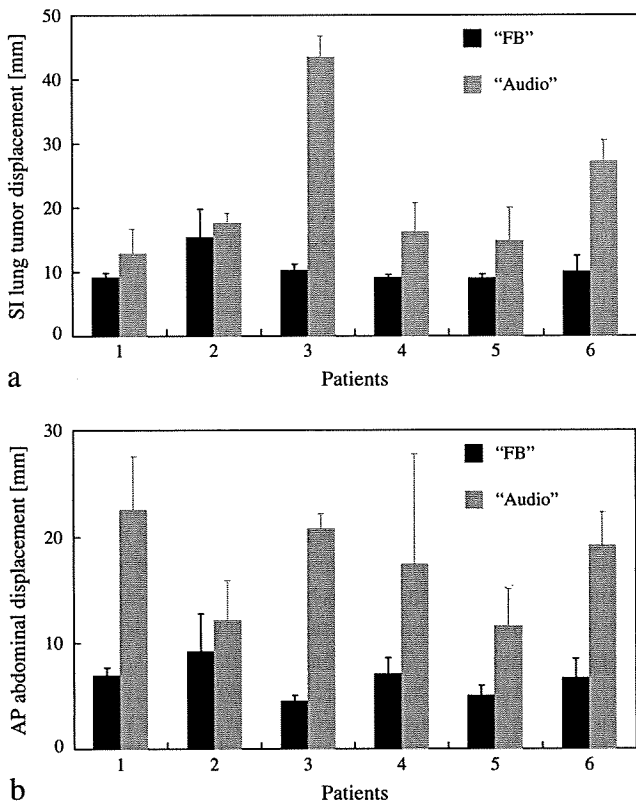 50
40
30
20
10
0
SI lung tumor displacement [mm]
"FB"
"Audio"
1 2 3 4 5 6
Patients
a
30
20
10
0
AP abdominal displacement [mm]
"FB"
"Audio"
1 2 3 4 5 6
Patients
b